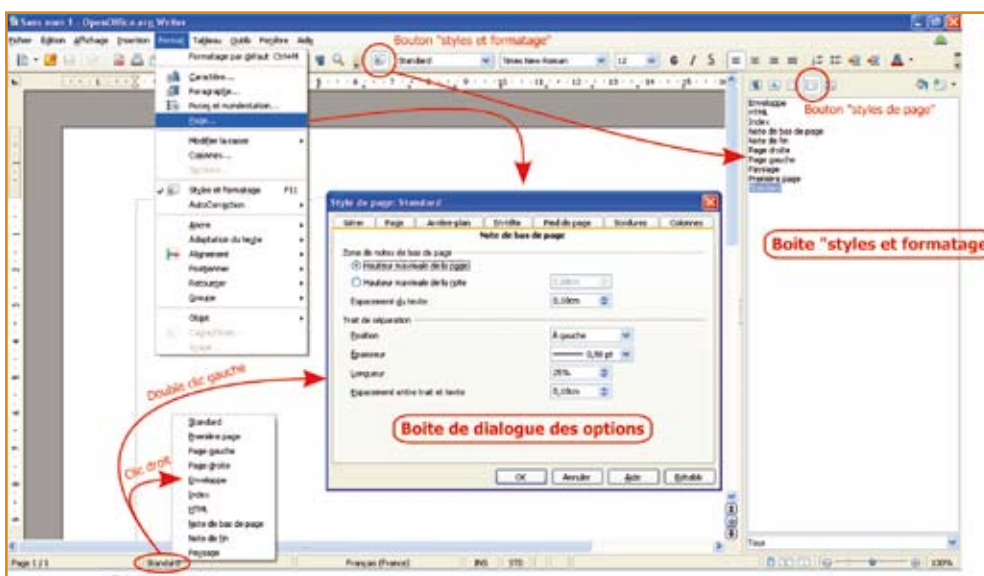 Sans nom 1 - OpenOffice.org Writer
Fichier Edition Affichage Insertion Format Tableau Outils Fenêtre Aide
Bouton "styles et formatage"
Standard Times New Roman 12 G I S
Formatage par défaut Ctrl+M
Caractère...
Paragraphe...
Puces et numérotation...
Page...
Modifier la casse
Colonnes...
Styles et formatage F11
AutoCorrection
Ancre
Adaptation du texte
Alignement
Positionner
Retourner
Groupe
Objet
Bouton "styles de page"
Enveloppe
HTML
Index
Note de bas de page
Note de fin
Page droite
Page gauche
Paysage
Première page
Standard
Boite "styles et formatage
Style de page: Standard
Gérer Page Arrière-plan En-tête Pied de page Bordures Colonnes
Note de bas de page
Zone de notes de bas de page
Hauteur maximale de la page
Hauteur maximale de la note
Espacement du texte 0,10cm
Trait de séparation
Position À gauche
Épaisseur 0,50 pt
Longueur 25%
Espacement entre trait et texte 0,10cm
Boite de dialogue des options
OK Annuler Aide Rétablir
Double clic gauche
Clic droit
Standard
Première page
Page gauche
Page droite
Enveloppe
Index
HTML
Note de bas de page
Note de fin
Paysage
Tous
Page 1 / 1 Standard Français (France) INS STD 100%